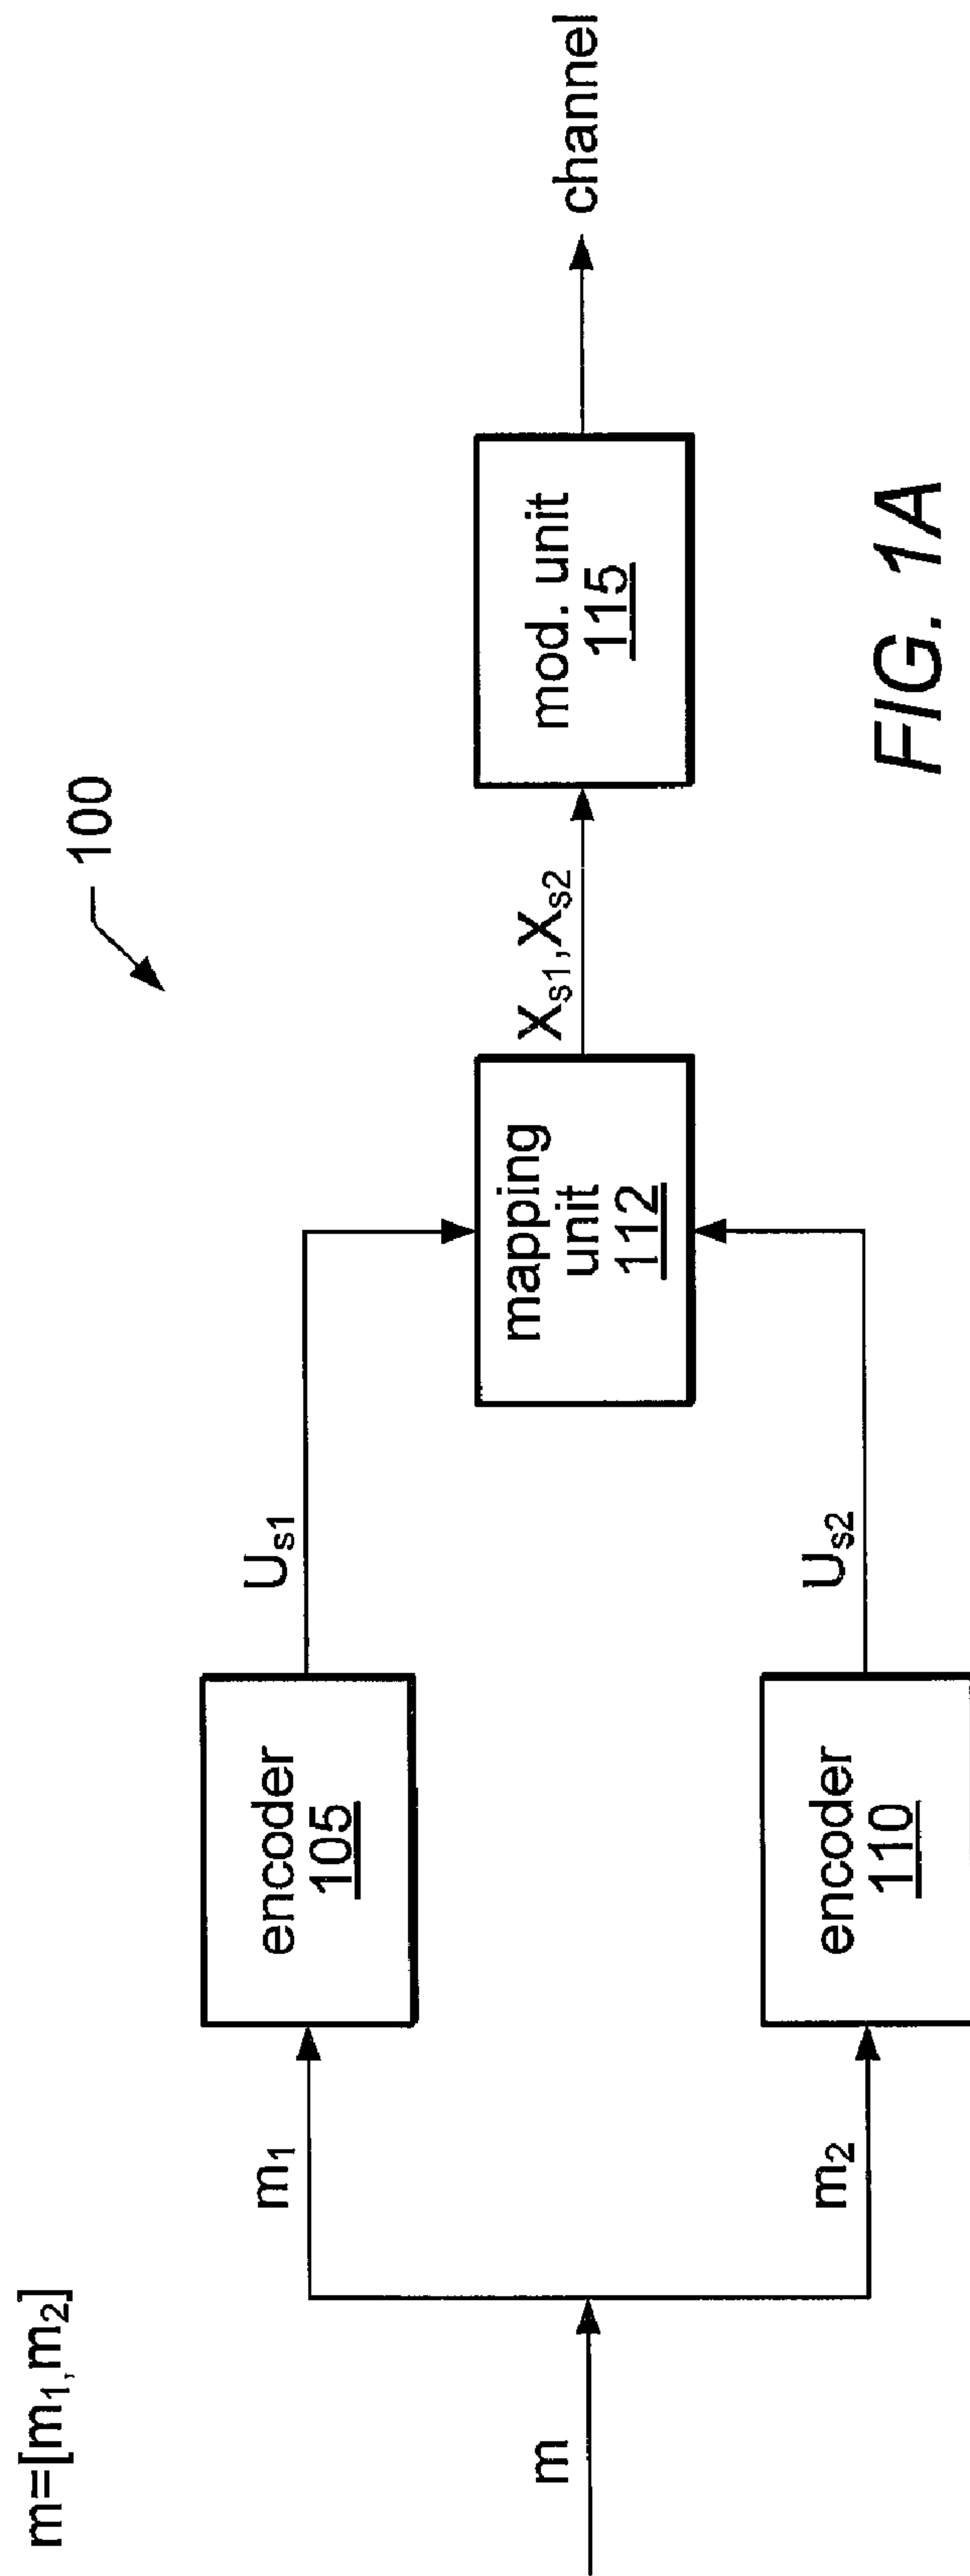 m=[m₁,m₂]
100
m
m₁
m₂
encoder
105
encoder
110
Uₛ₁
Uₛ₂
mapping
unit
112
Xₛ₁,Xₛ₂
mod. unit
115
channel
FIG. 1A